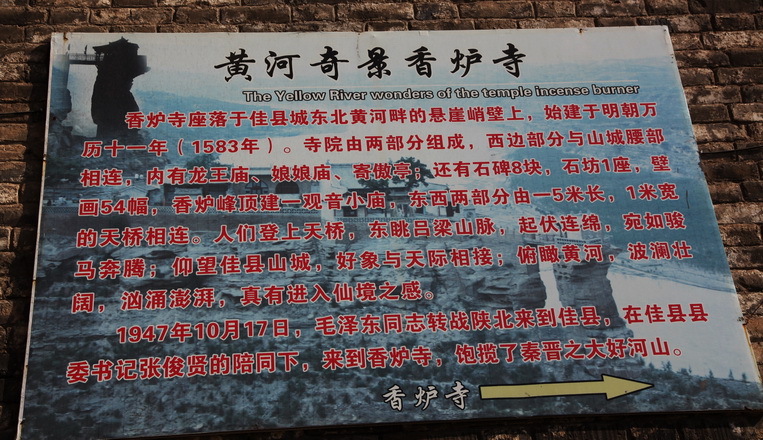 黄河奇景香炉寺
The Yellow River wonders of the temple incense burner
香炉寺座落于佳县城东北黄河畔的悬崖峭壁上，始建于明朝万
历十一年（1583年）。寺院由两部分组成，西边部分与山城腰部
相连，内有龙王庙、娘娘庙、寄傲亭；还有石碑8块，石坊1座，壁
画54幅，香炉峰顶建一观音小庙，东西两部分由一5米长，1米宽
的天桥相连。人们登上天桥，东眺吕梁山脉，起伏连绵，宛如骏
马奔腾；仰望佳县山城，好象与天际相接；俯瞰黄河，波澜壮
阔，汹涌澎湃，真有进入仙境之感。
1947年10月17日，毛泽东同志转战陕北来到佳县，在佳县县
委书记张俊贤的陪同下，来到香炉寺，饱揽了秦晋之大好河山。
香炉寺